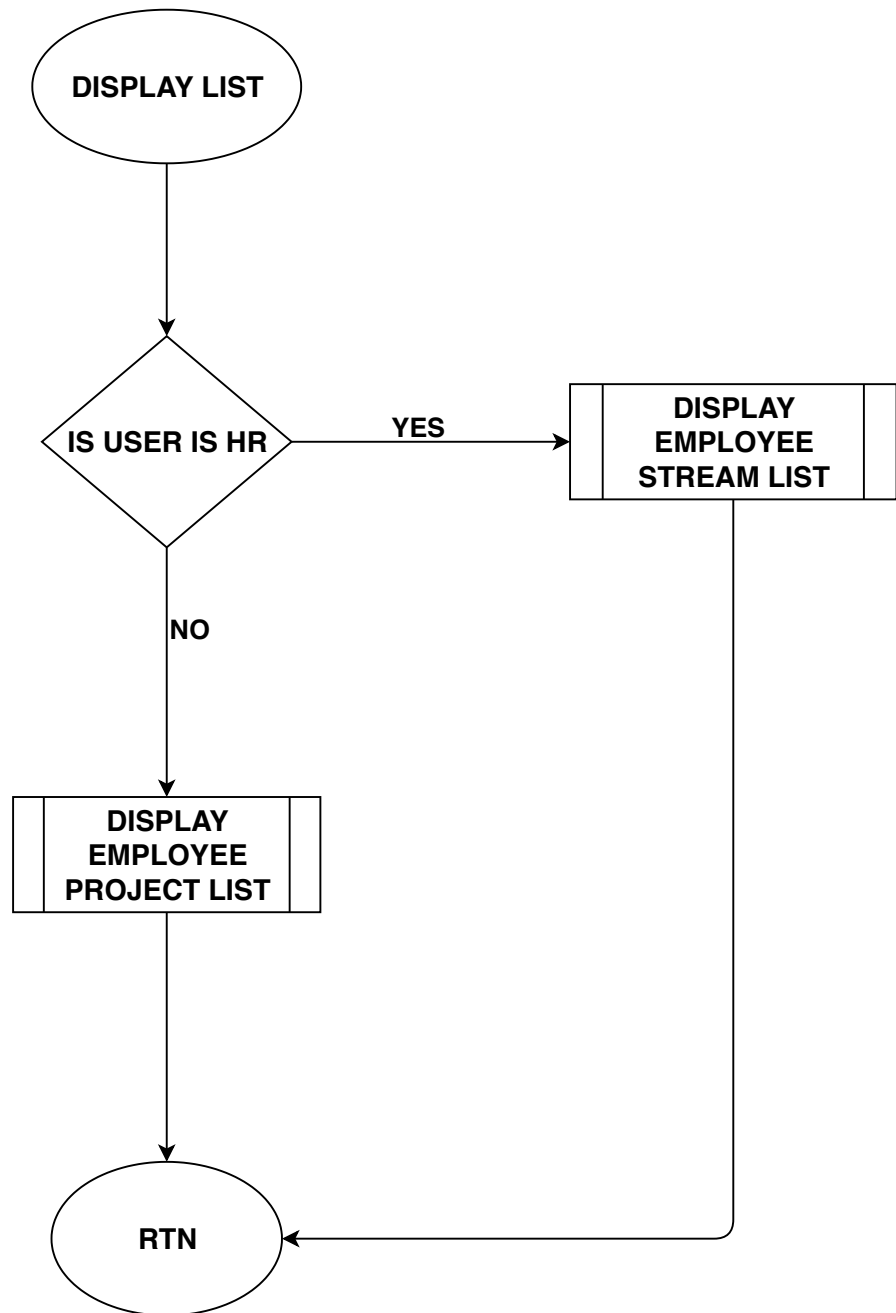 DISPLAY LIST
IS USER IS HR
YES
DISPLAY
EMPLOYEE
STREAM LIST
NO
DISPLAY
EMPLOYEE
PROJECT LIST
RTN